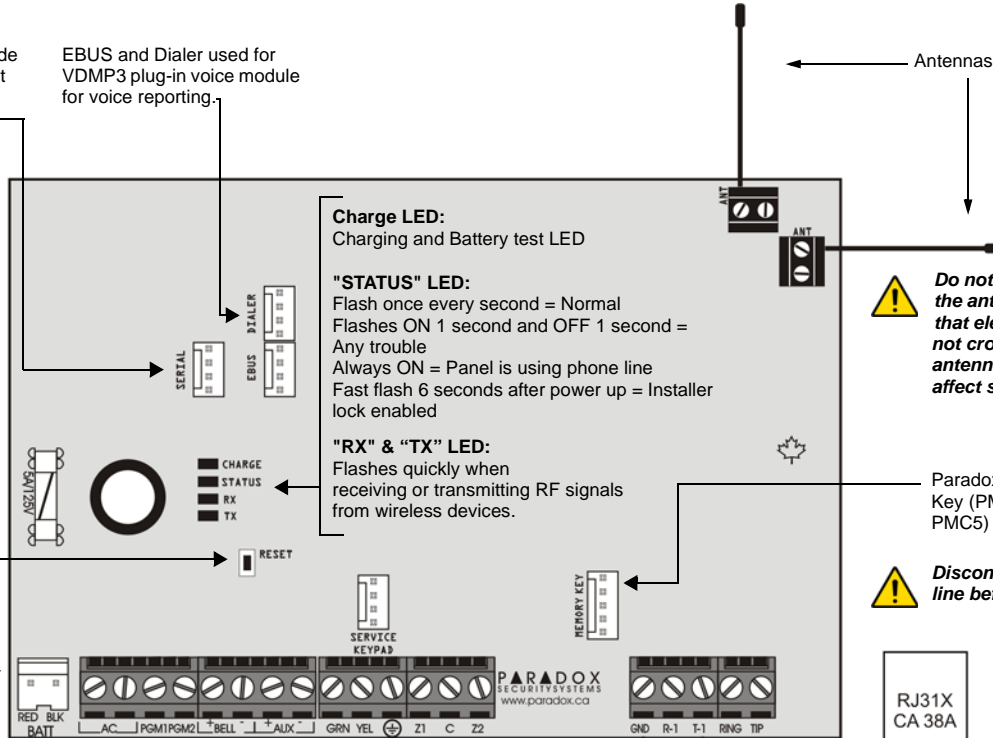 de
t
EBUS and Dialer used for
VDMP3 plug-in voice module
for voice reporting.
Antennas
ANT
ANT
Charge LED:
Charging and Battery test LED
"STATUS" LED:
Flash once every second = Normal
Flashes ON 1 second and OFF 1 second =
Any trouble
Always ON = Panel is using phone line
Fast flash 6 seconds after power up = Installer
lock enabled
"RX" & “TX” LED:
Flashes quickly when
receiving or transmitting RF signals
from wireless devices.
Do not
the ant
that ele
not cro
antenn
affect s
DIALER
SERIAL
EBUS
5A/125V
CHARGE
STATUS
RX
TX
RESET
Paradox
Key (PM
PMC5)
Discon
line bef
SERVICE
KEYPAD
MEMORY KEY
PARADOX
SECURITY SYSTEMS
www.paradox.ca
RJ31X
CA 38A
RED BLK
BATT
AC PGM1 PGM2 + BELL - + AUX - GRN YEL Z1 C Z2
GND R-1 T-1 RING TIP